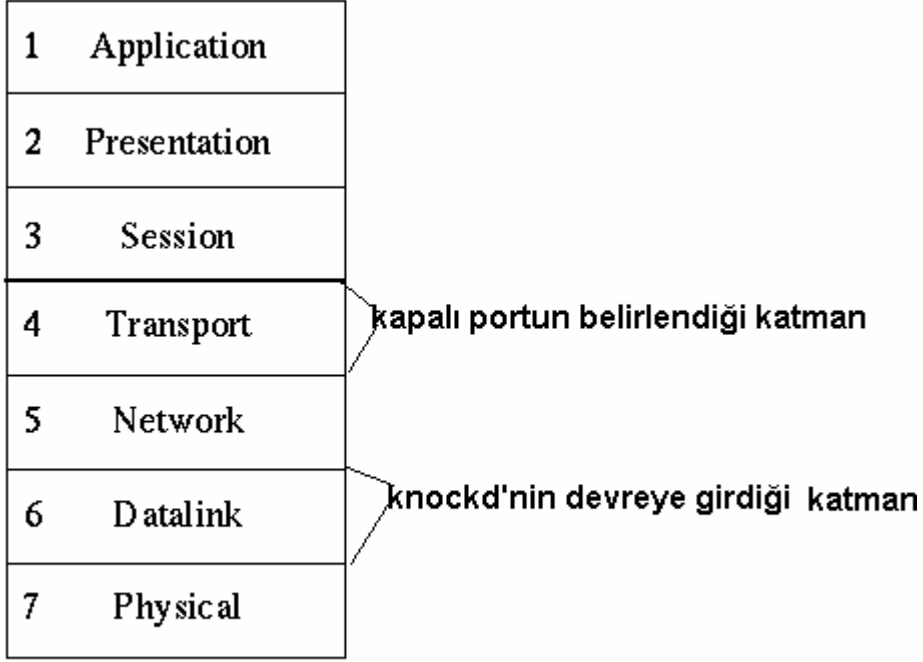 1 Application
2 Presentation
3 Session
4 Transport
kapalı portun belirlendiği katman
5 Network
knockd'nin devreye girdiği katman
6 Datalink
7 Physical